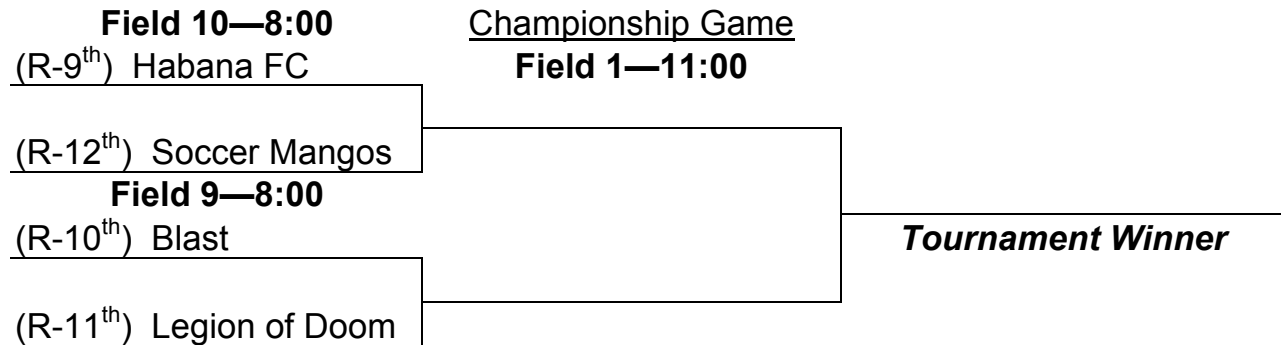 Field 10—8:00
Championship Game
(R-9th) Habana FC
Field 1—11:00
(R-12th) Soccer Mangos
Field 9—8:00
(R-10th) Blast
Tournament Winner
(R-11th) Legion of Doom